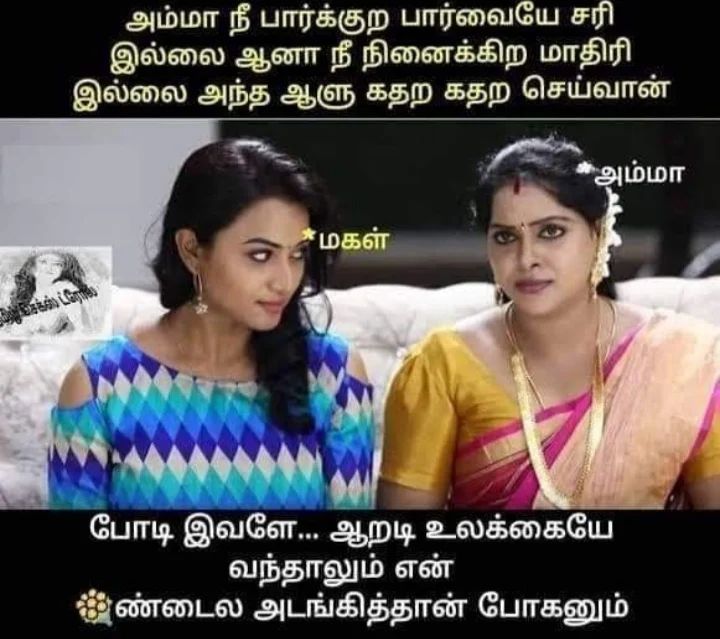 அம்மா நீ பார்க்குற பார்வையே சரி
இல்லை ஆனா நீ நினைக்கிற மாதிரி
இல்லை அந்த ஆளு கதற கதற செய்வான்
*அம்மா
*மகள்
போடி இவளே... ஆறடி உலக்கையே
வந்தாலும் என்
ண்டைல அடங்கித்தான் போகனும்